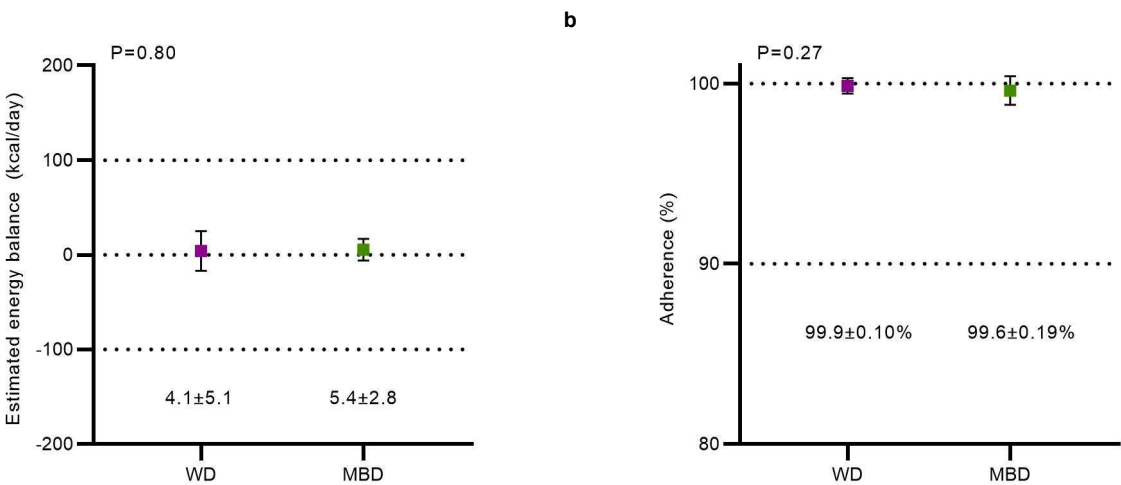 b
P=0.80
200
100
0
-100
-200
Estimated energy balance (kcal/day)
4.1±5.1
5.4±2.8
WD
MBD
P=0.27
100
90
80
Adherence (%)
99.9±0.10%
99.6±0.19%
WD
MBD